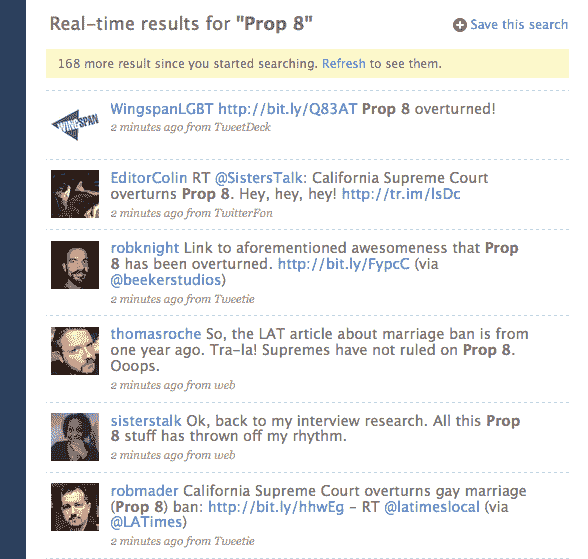 Real-time results for "Prop 8"
Save this search
168 more result since you started searching. Refresh to see them.
WINGSPAN
WingspanLGBT http://bit.ly/Q83AT Prop 8 overturned!
2 minutes ago from TweetDeck
EditorColin RT @SistersTalk: California Supreme Court
overturns Prop 8. Hey, hey, hey! http://tr.im/lsDc
2 minutes ago from TwitterFon
robknight Link to aforementioned awesomeness that Prop
8 has been overturned. http://bit.ly/FypcC (via
@beekerstudios)
2 minutes ago from Tweetie
thomasroche So, the LAT article about marriage ban is from
one year ago. Tra-la! Supremes have not ruled on Prop 8.
Ooops.
2 minutes ago from web
sisterstalk Ok, back to my interview research. All this Prop
8 stuff has thrown off my rhythm.
2 minutes ago from web
robmader California Supreme Court overturns gay marriage
(Prop 8) ban: http://bit.ly/hhwEg - RT @latimeslocal (via
@LATimes)
2 minutes ago from Tweetie